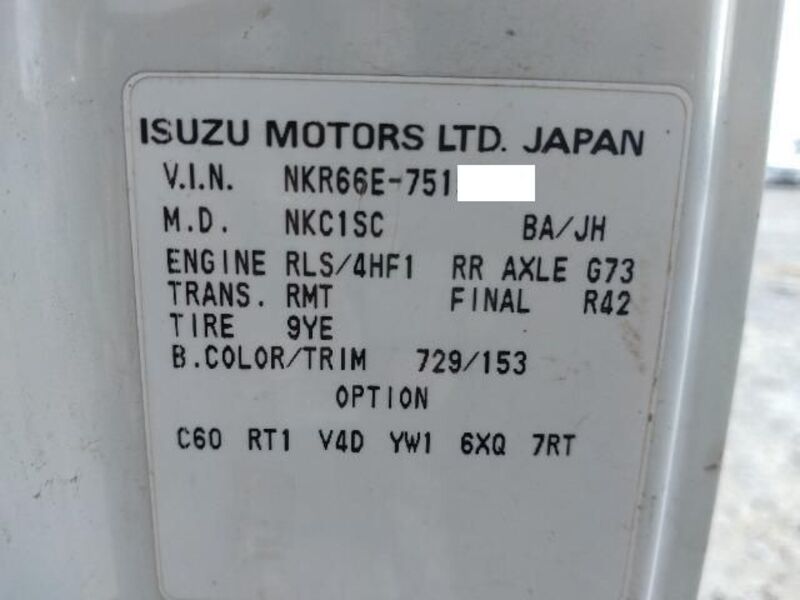 ISUZU MOTORS LTD. JAPAN
V.I.N. NKR66E-751
M.D. NKC1SC BA/JH
ENGINE RLS/4HF1 RR AXLE G73
TRANS. RMT FINAL R42
TIRE 9YE
B.COLOR/TRIM 729/153
OPTION
C60 RT1 V4D YW1 6XQ 7RT